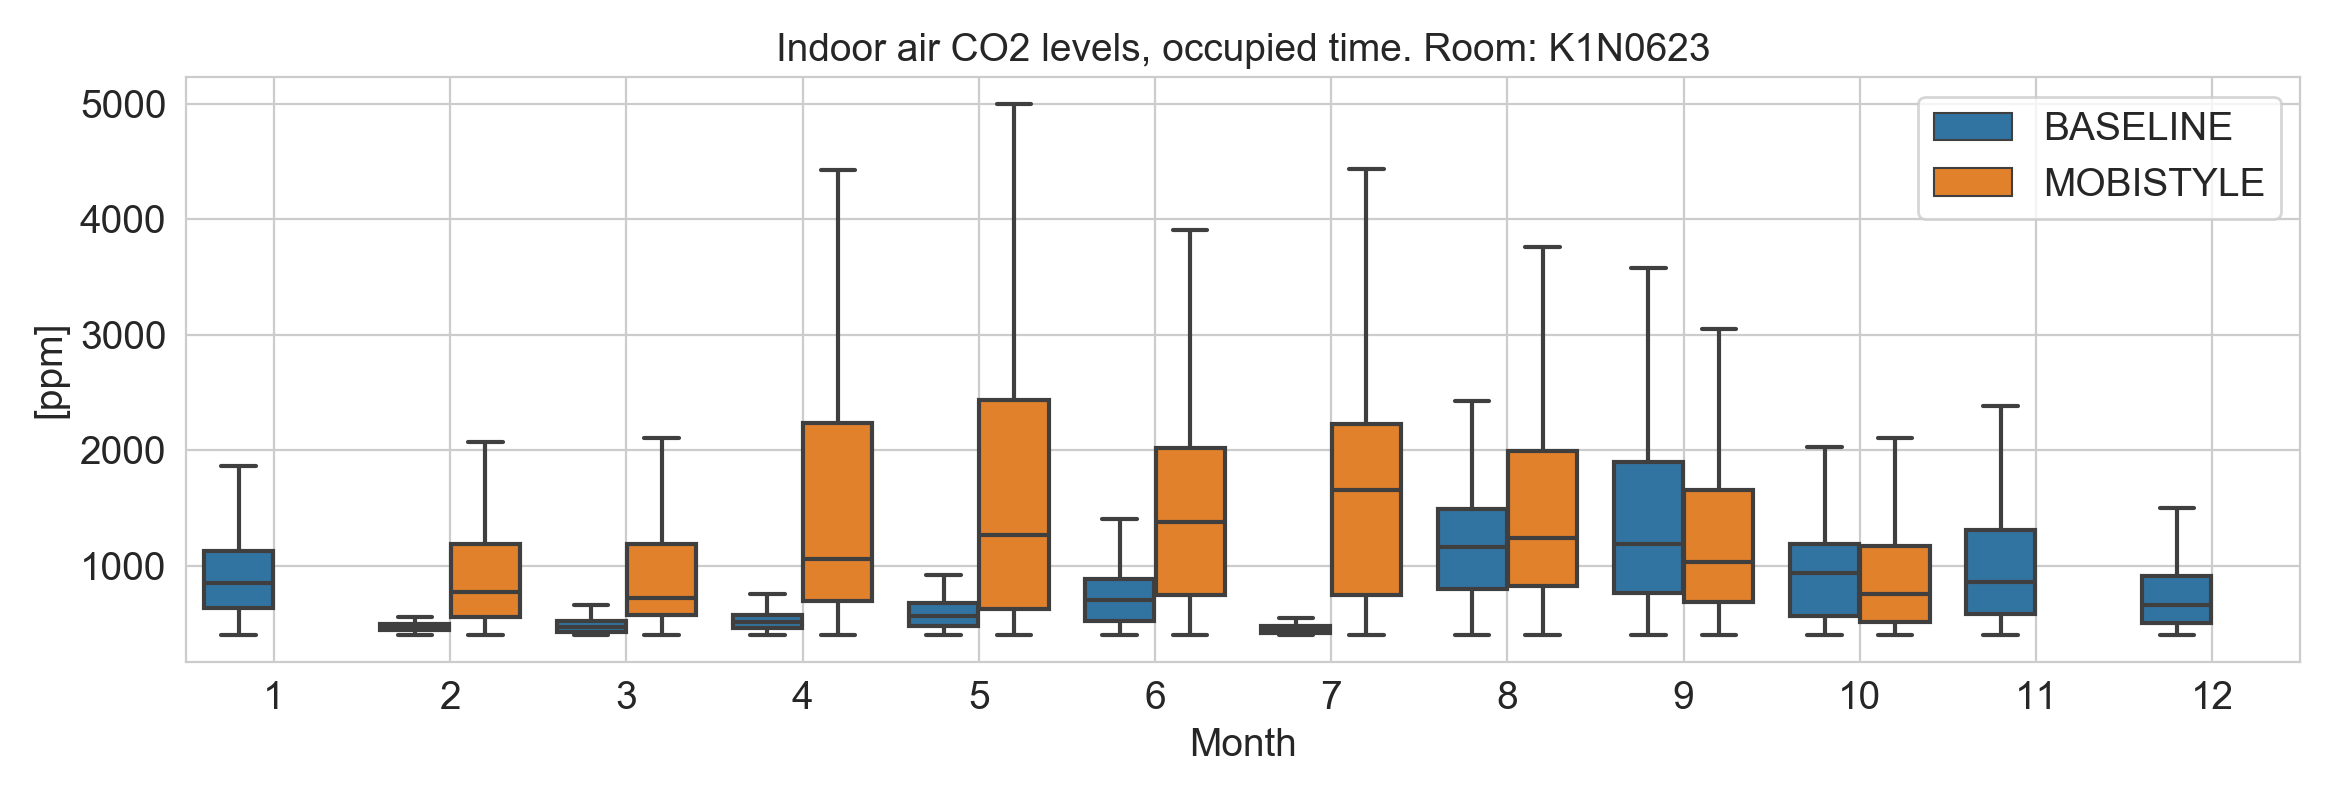 Indoor air CO2 levels, occupied time. Room: K1N0623
5000
4000
3000
2000
1000
[ppm]
BASELINE
MOBISTYLE
1 2 3 4 5 6 7 8 9 10 11 12
Month